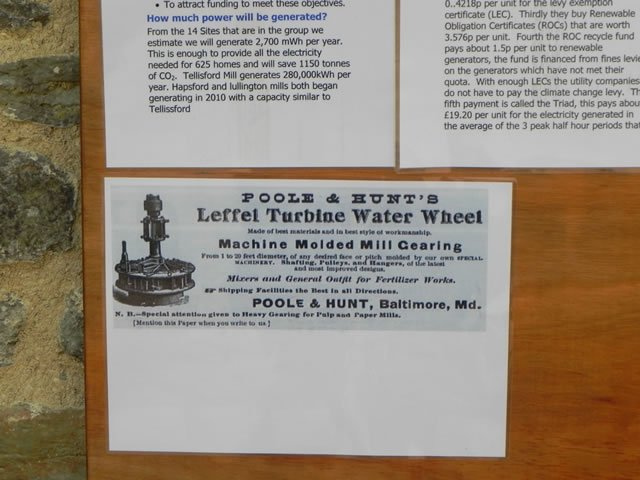 • To attract funding to meet these objectives.
How much power will be generated?
From the 14 Sites that are in the group we
estimate we will generate 2,700 mWh per year.
This is enough to provide all the electricity
needed for 625 homes and will save 1150 tonnes
of CO₂. Tellisford Mill generates 280,000kWh per
year. Hapsford and lullington mills both began
generating in 2010 with a capacity similar to
Tellissford
0..4218p per unit for the levy exemption
certificate (LEC). Thirdly they buy Renewable
Obligation Certificates (ROCs) that are worth
3.576p per unit. Fourth the ROC recycle fund
pays about 1.5p per unit to renewable
generators, the fund is financed from fines levie
on the generators which have not met their
quota. With enough LECs the utility companies
do not have to pay the climate change levy. Th
fifth payment is called the Triad, this pays abou
£19.20 per unit for the electricity generated in
the average of the 3 peak half hour periods that
POOLE & HUNT'S
Leffel Turbine Water Wheel
Made of best materials and in best style of workmanship.
Machine Molded Mill Gearing
From 1 to 20 feet diameter, of any desired face or pitch molded by our own SPECIAL
MACHINERY. Shafting, Pulleys, and Hangers, of the latest
and most improved designs.
Mixers and General Outfit for Fertilizer Works.
☞ Shipping Facilities the Best in all Directions.
POOLE & HUNT, Baltimore, Md.
N. B.—Special attention given to Heavy Gearing for Pulp and Paper Mills.
[Mention this Paper when you write to us]